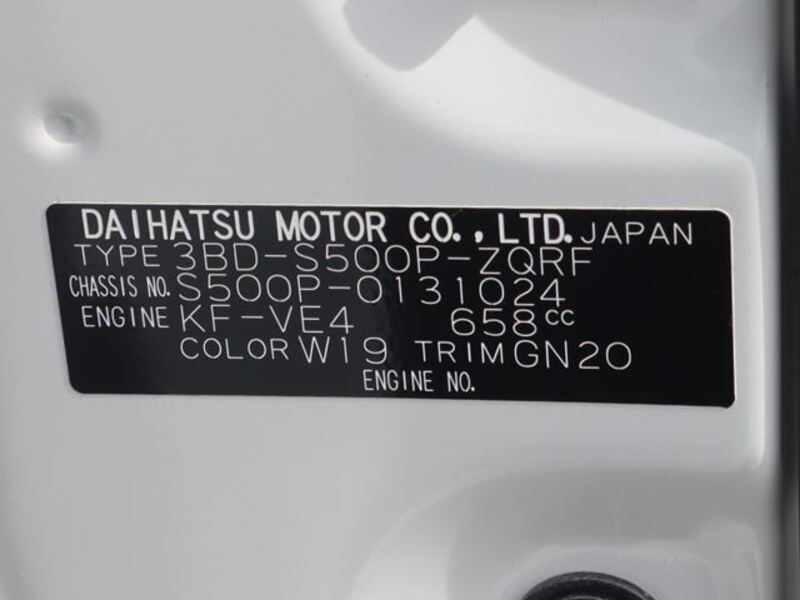 DAIHATSU MOTOR CO., LTD. JAPAN
TYPE 3BD-S500P-ZQRF
CHASSIS NO. S500P-0131024
ENGINE KF-VE4 658cc
COLOR W19 TRIM GN20
ENGINE NO.